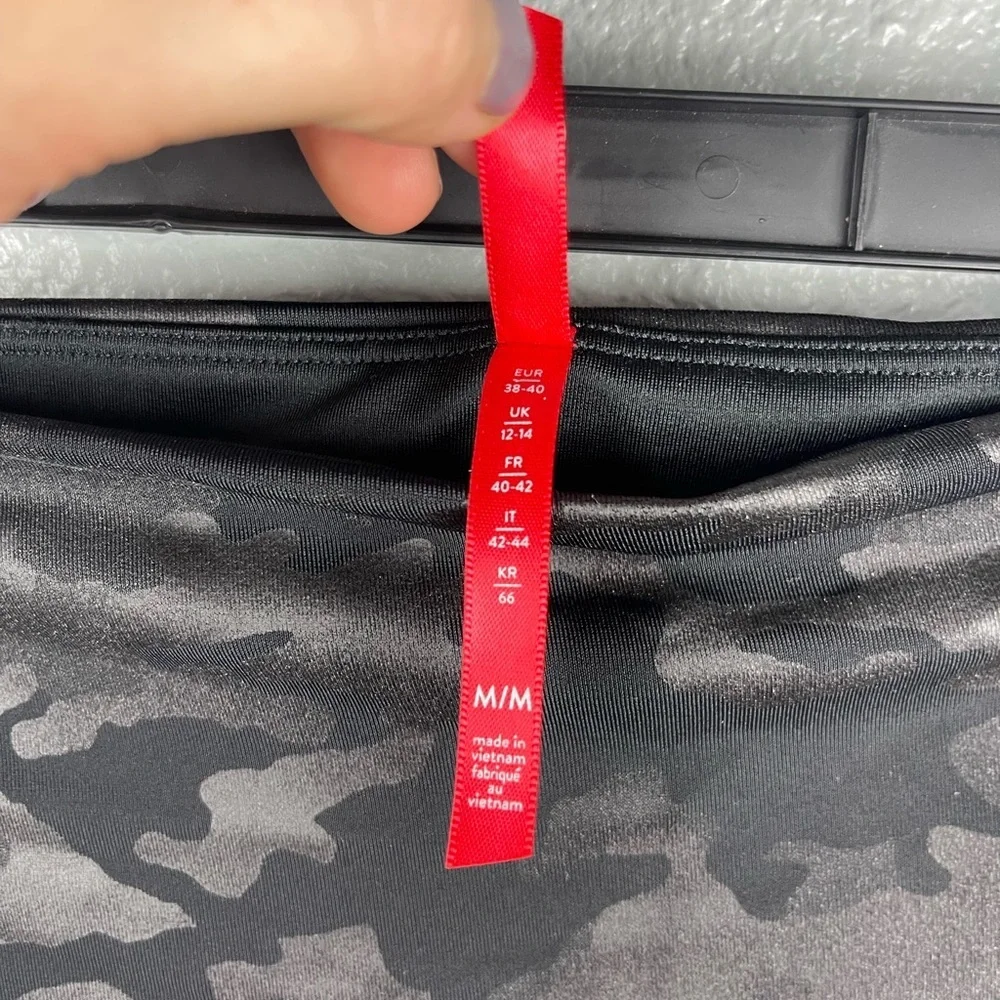 EUR
38-40
UK
12-14
FR
40-42
IT
42-44
KR
66
M/M
made in
vietnam
fabriqué
au
vietnam